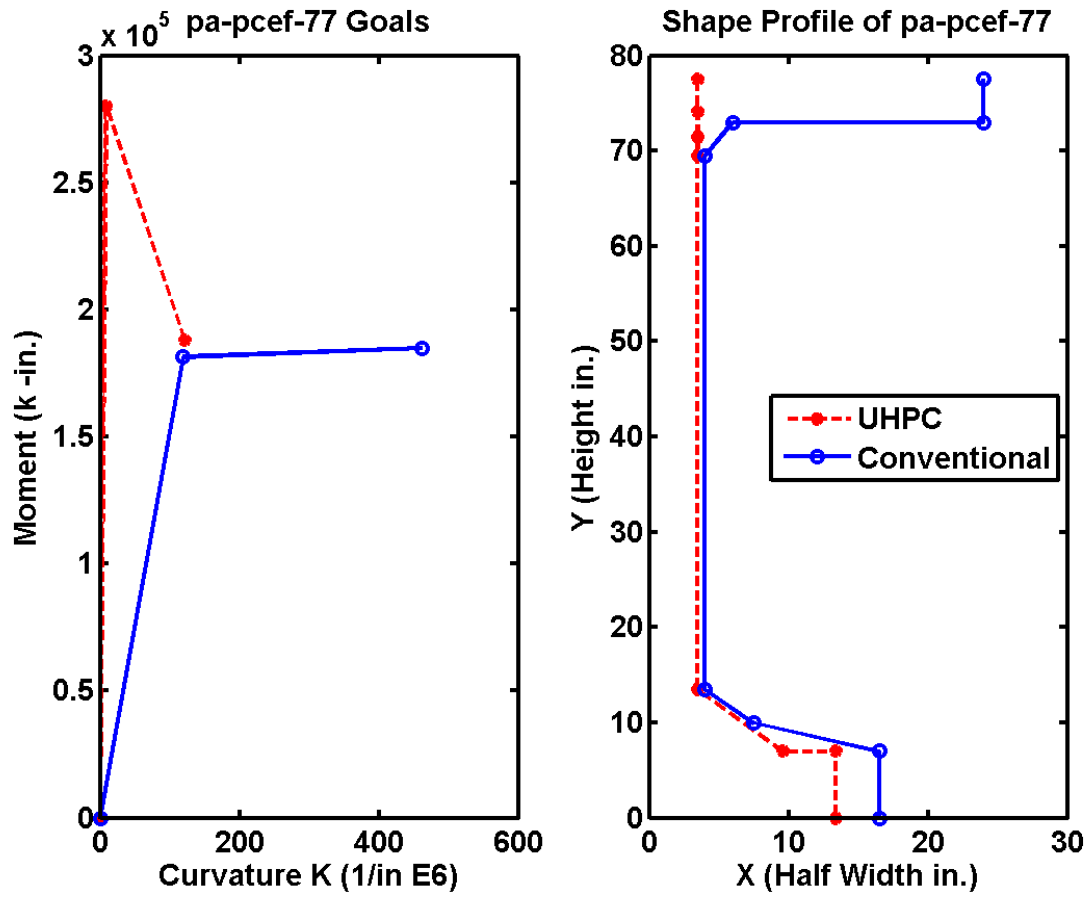 pa-pcef-77 Goals
x 10^5
3
2.5
2
1.5
1
0.5
0
0 200 400 600
Moment (k -in.)
Curvature K (1/in E6)
Shape Profile of pa-pcef-77
80
70
60
50
40
30
20
10
0
0 10 20 30
Y (Height in.)
X (Half Width in.)
UHPC
Conventional